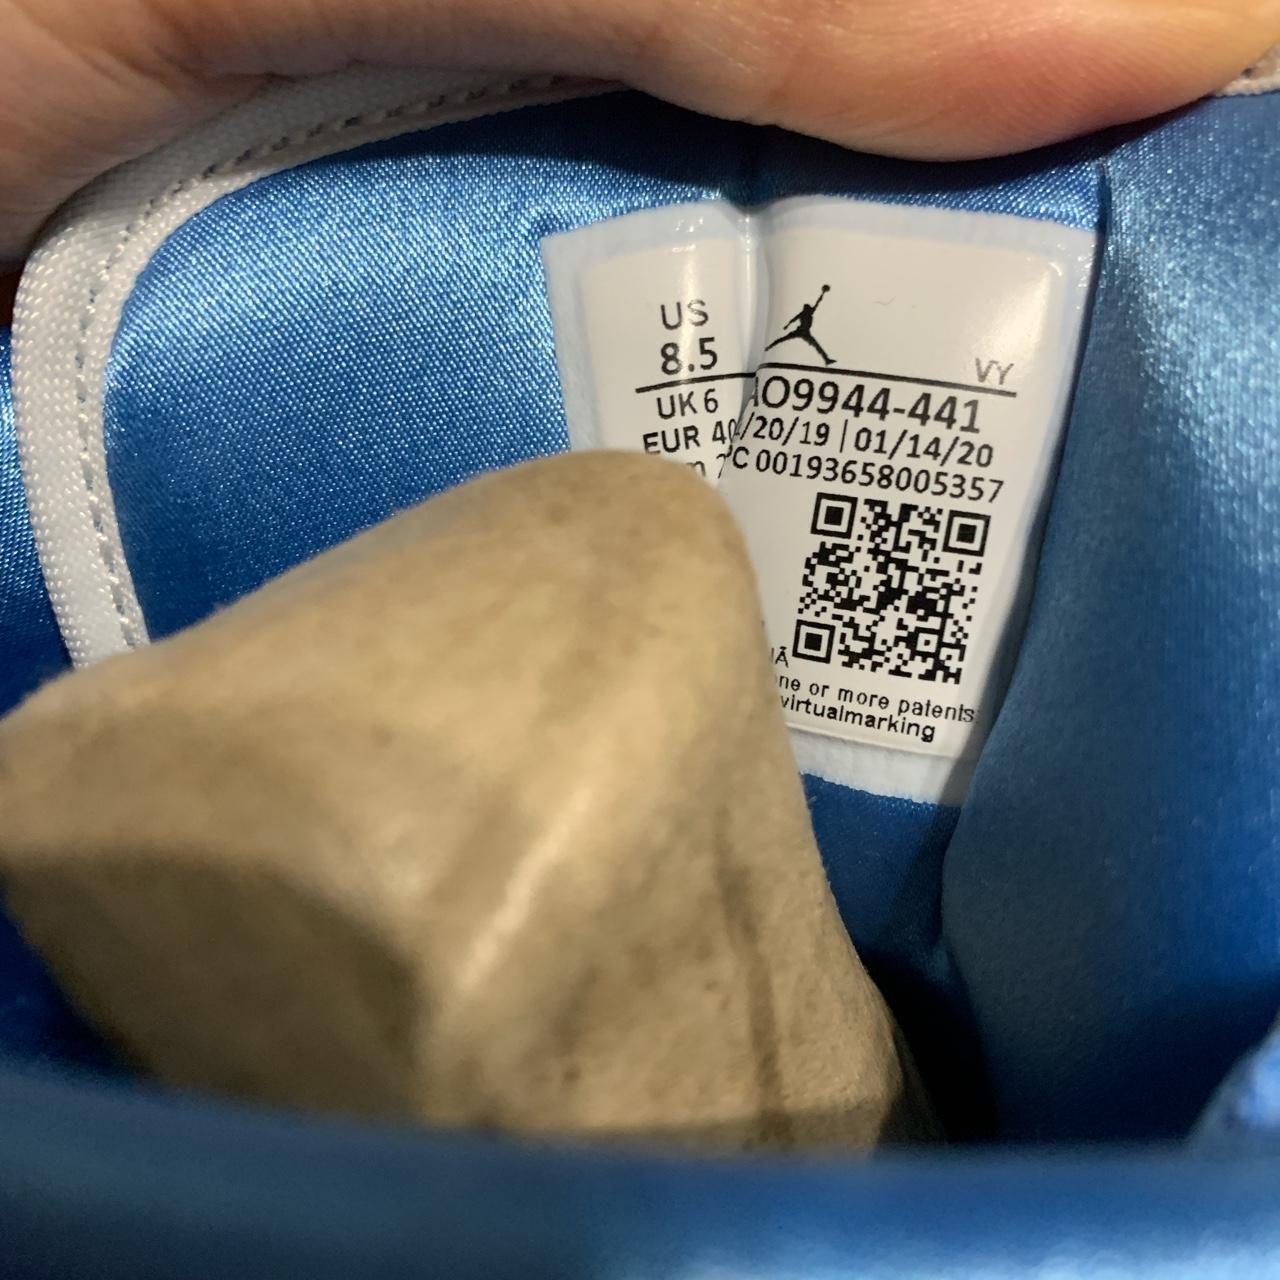 US
8.5
VY
UK 6
AO9944-441
EUR 40
/20/19 | 01/14/20
C 00193658005357
one or more patents
virtualmarking